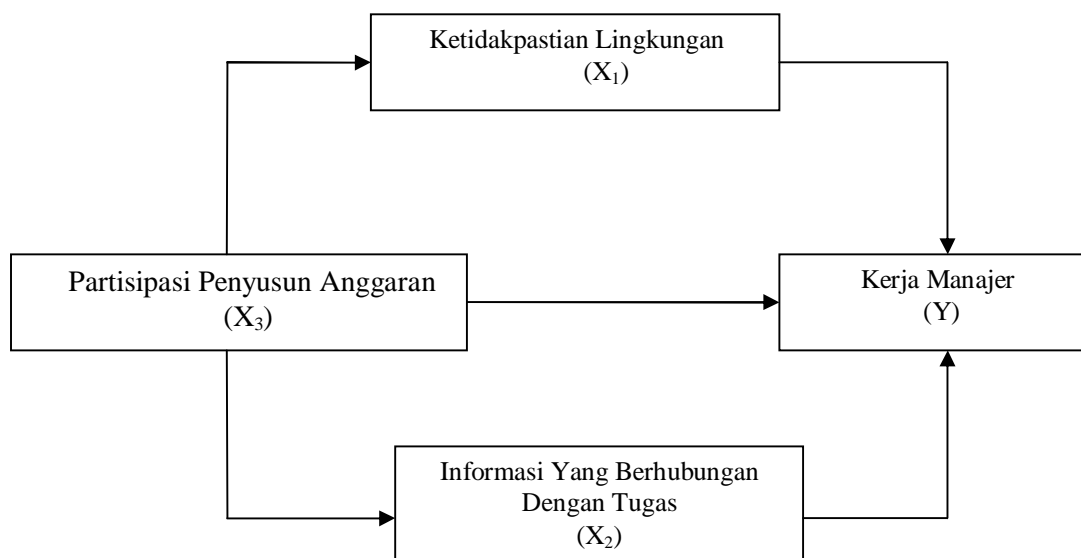 Ketidakpastian Lingkungan
(X₁)
Partisipasi Penyusun Anggaran
(X₃)
Kerja Manajer
(Y)
Informasi Yang Berhubungan
Dengan Tugas
(X₂)